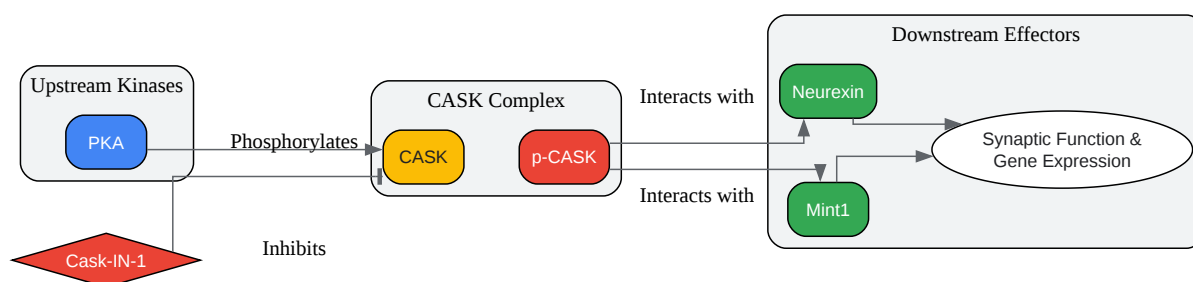 Downstream Effectors
Upstream Kinases
CASK Complex
Interacts with
Neurexin
PKA
Phosphorylates
CASK
p-CASK
Synaptic Function &
Gene Expression
Interacts with
Mint1
Cask-IN-1
Inhibits